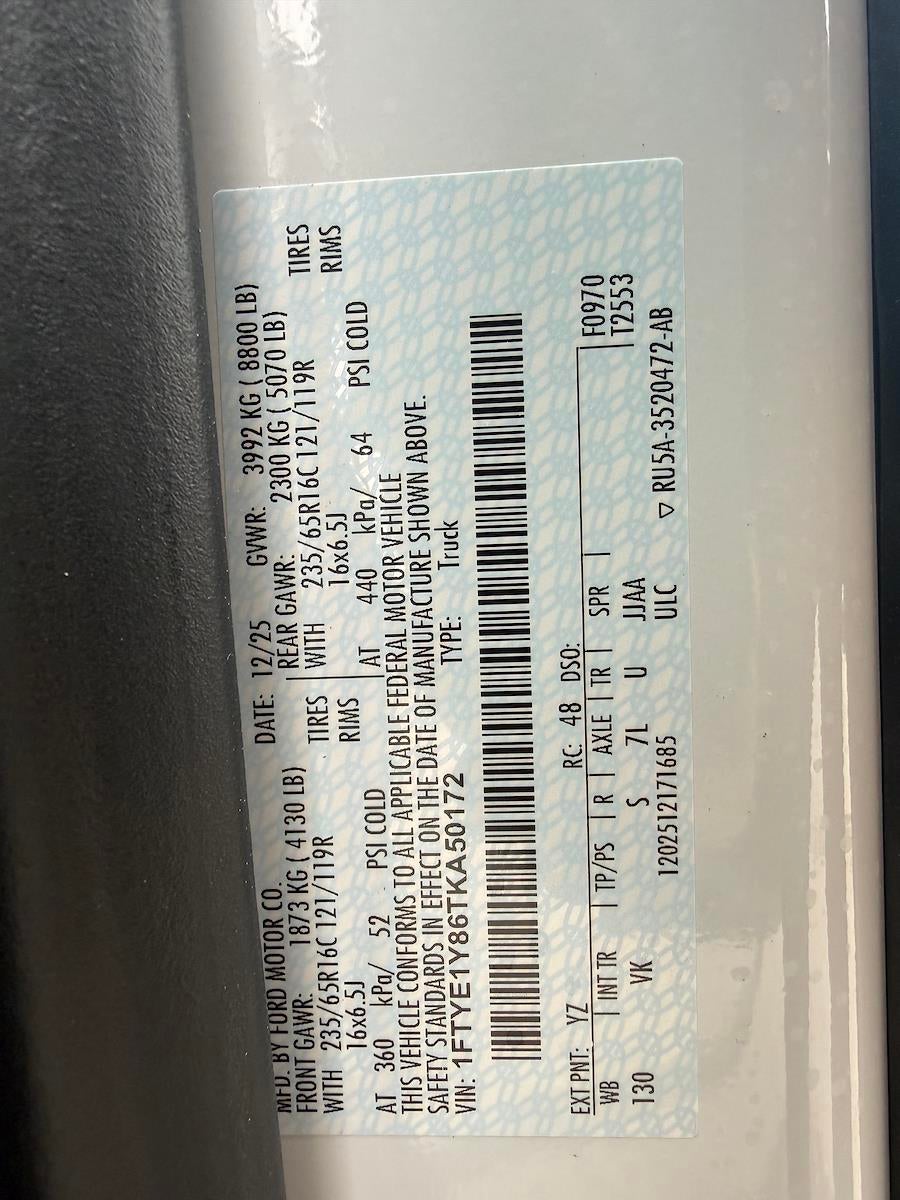 MFD. BY FORD MOTOR CO. DATE: 12/25 GVWR: 3992 KG ( 8800 LB)
FRONT GAWR: 1873 KG ( 4130 LB) REAR GAWR: 2300 KG ( 5070 LB)
WITH 235/65R16C 121/119R TIRES WITH 235/65R16C 121/119R TIRES
16x6.5J RIMS 16x6.5J RIMS
AT 360 kPa/ 52 PSI COLD AT 440 kPa/ 64 PSI COLD
THIS VEHICLE CONFORMS TO ALL APPLICABLE FEDERAL MOTOR VEHICLE
SAFETY STANDARDS IN EFFECT ON THE DATE OF MANUFACTURE SHOWN ABOVE.
VIN: 1FTYE1Y86TKA50172 TYPE: Truck
EXT PNT: YZ RC: 48 DSO: F0970
WB | INT TR | TP/PS | R | AXLE | TR | SPR | T2553
130 VK S 7L U JJAA
1202512171685 ULC ▽ RU5A-3520472-AB